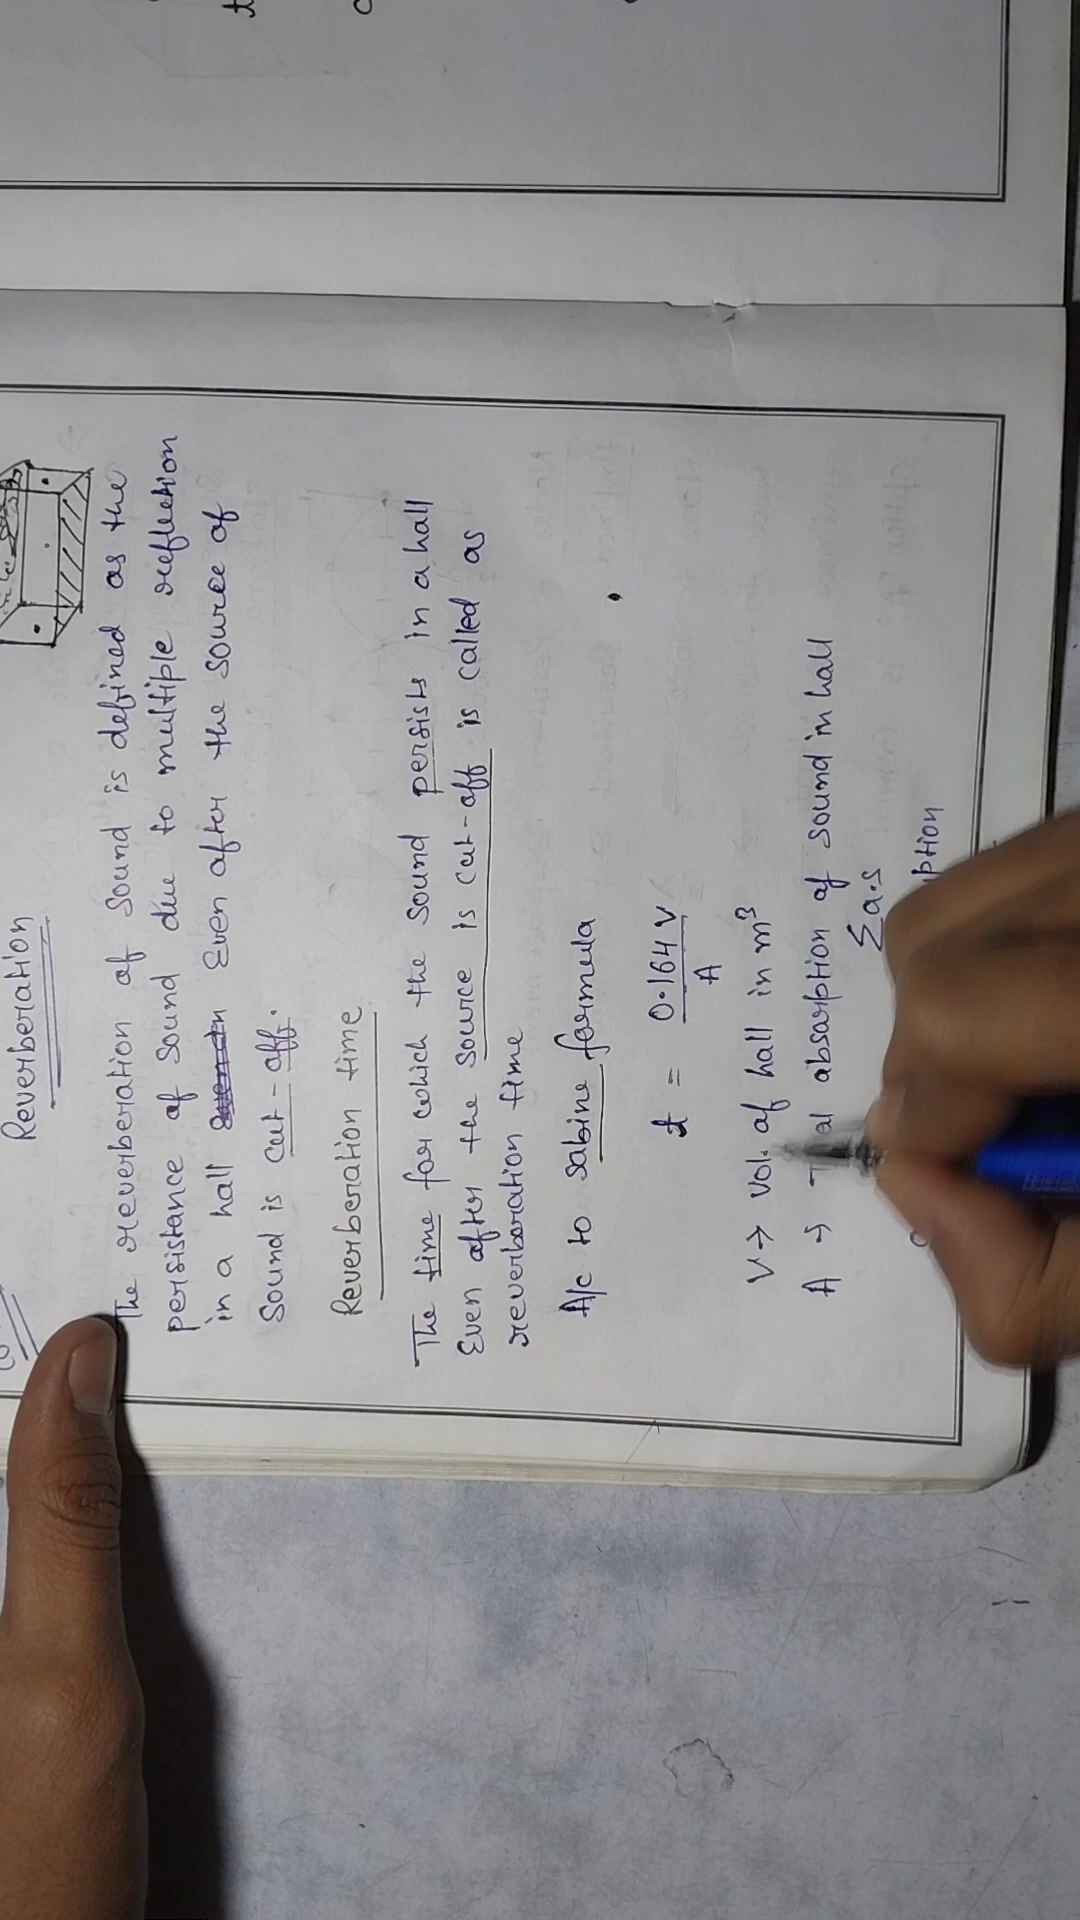 Reverberation
The reverberation of sound is defined as the
persistance of sound due to multiple reflection
in a hall Even after the source of
Sound is cut-off.
Reverberation time
The time for which the sound persists in a hall
Even after the source is cut-off is called as
reverberation time
A/c to sabine formula
t = 0.164 V
A
V → Vol. of hall in m³
A → al absorption of sound in hall
∑a.s
ption